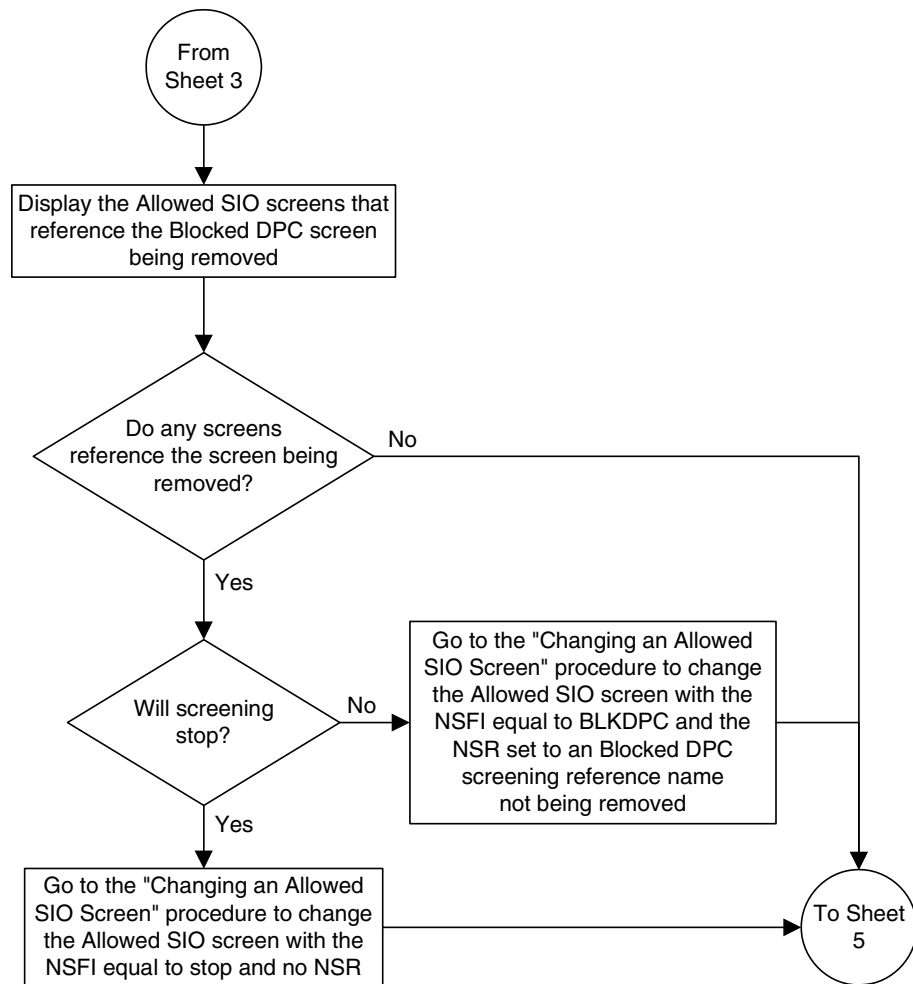 From
Sheet 3
Display the Allowed SIO screens that
reference the Blocked DPC screen
being removed
Do any screens
reference the screen being
removed?
No
Yes
Will screening
stop?
No
Go to the "Changing an Allowed
SIO Screen" procedure to change
the Allowed SIO screen with the
NSFI equal to BLKDPC and the
NSR set to an Blocked DPC
screening reference name
not being removed
Yes
Go to the "Changing an Allowed
SIO Screen" procedure to change
the Allowed SIO screen with the
NSFI equal to stop and no NSR
To Sheet
5